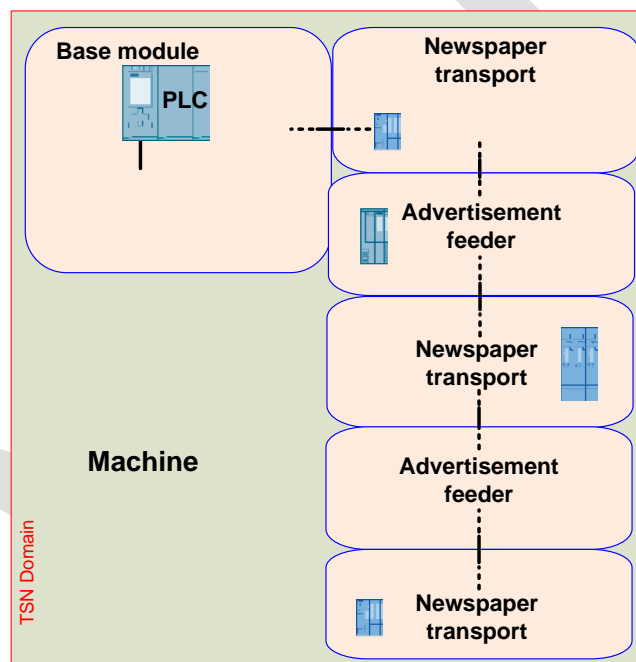 Base module
PLC
Newspaper
transport
Advertisement
feeder
Newspaper
transport
Machine
Advertisement
feeder
TSN Domain
Newspaper
transport